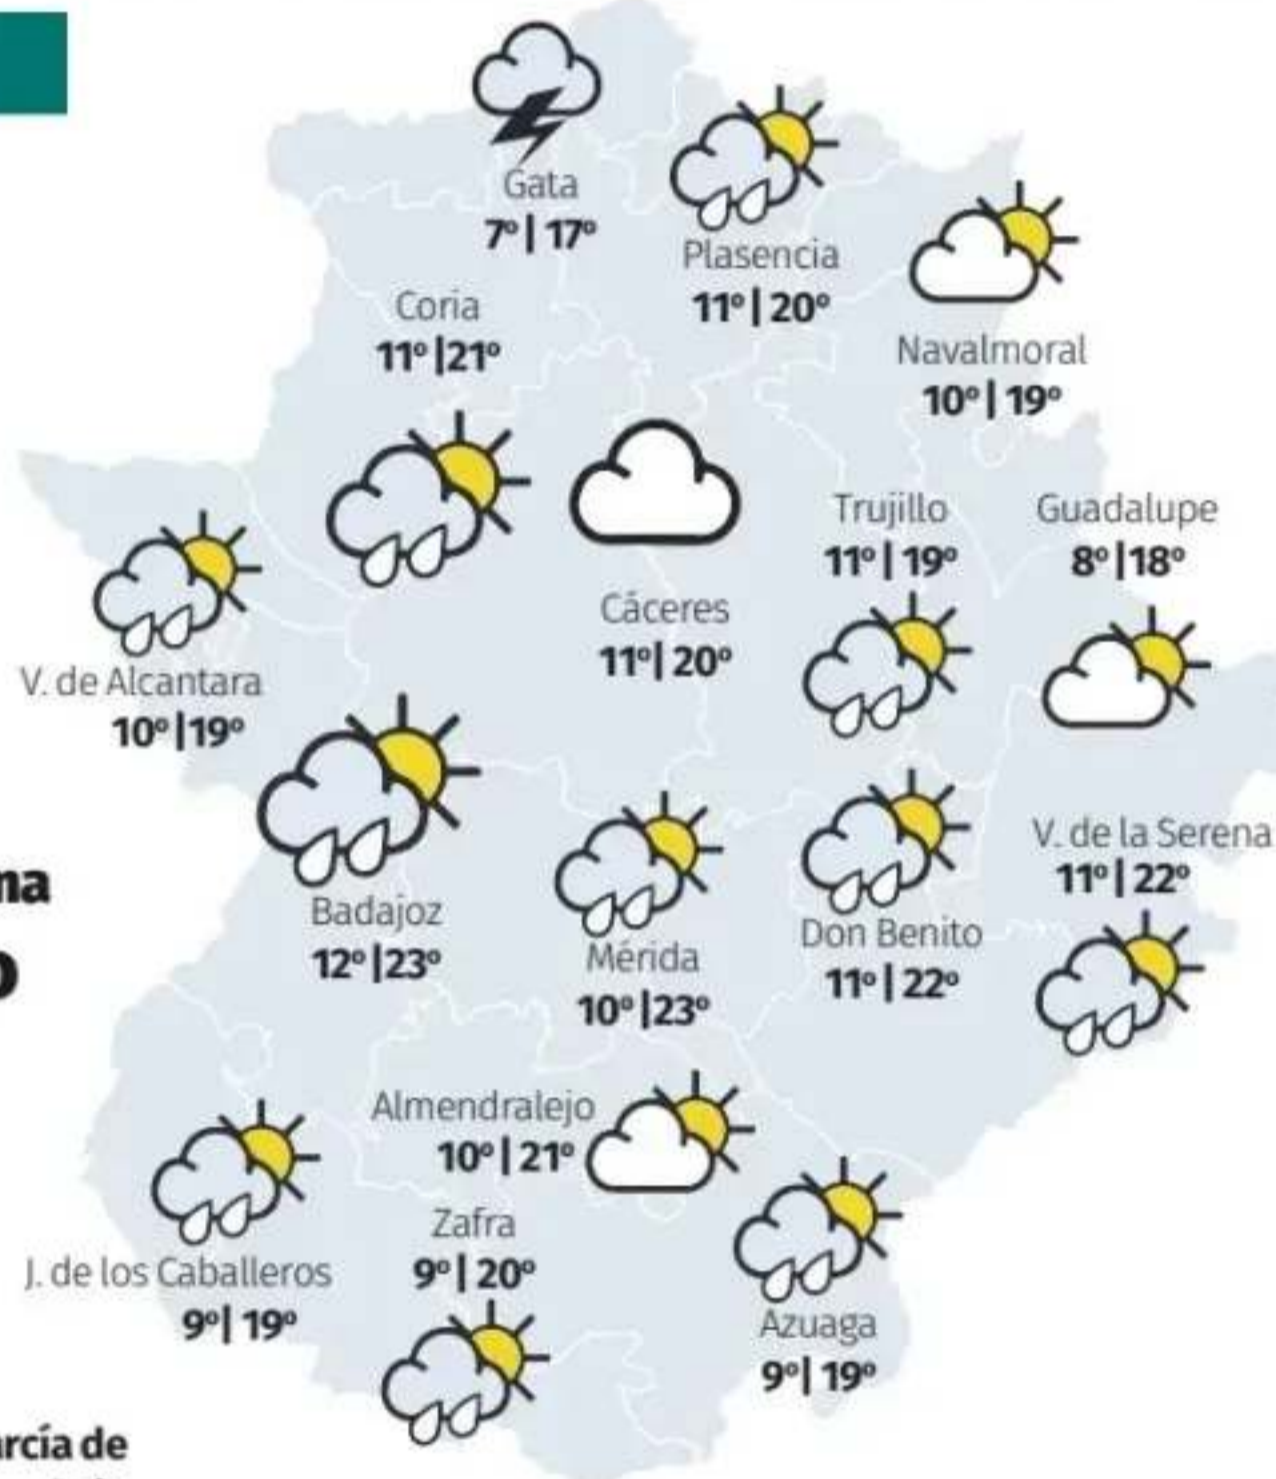 Gata
7º| 17º
Plasencia
11º| 20º
Coria
11º|21º
Navalmoral
10º| 19º
Trujillo
11º| 19º
Guadalupe
8º|18º
Cáceres
11º| 20º
V. de Alcantara
10º|19º
V. de la Serena
11º| 22º
na
Badajoz
12º|23º
Don Benito
11º| 22º
Mérida
10º|23º
o
Almendralejo
10º| 21º
Zafra
9º| 20º
J. de los Caballeros
9º| 19º
Azuaga
9º| 19º
arcía de